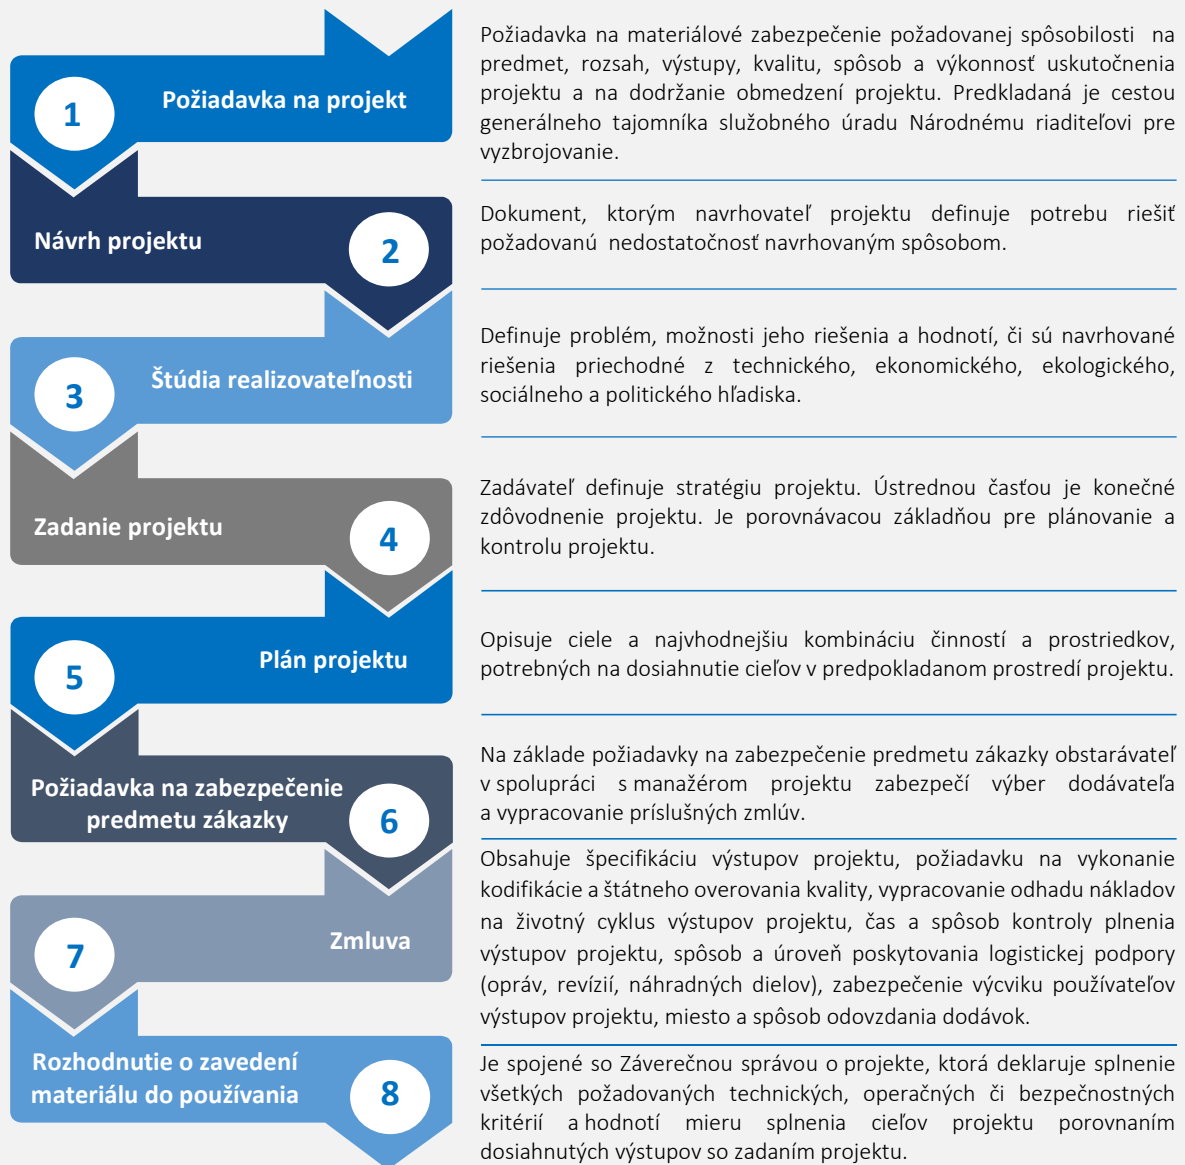 1
Požiadavka na projekt
Požiadavka na materiálové zabezpečenie požadovanej spôsobilosti na
predmet, rozsah, výstupy, kvalitu, spôsob a výkonnosť uskutočnenia
projektu a na dodržanie obmedzení projektu. Predkladaná je cestou
generálneho tajomníka služobného úradu Národnému riaditeľovi pre
vyzbrojovanie.
Návrh projektu
2
Dokument, ktorým navrhovateľ projektu definuje potrebu riešiť
požadovanú nedostatočnosť navrhovaným spôsobom.
3
Štúdia realizovateľnosti
Definuje problém, možnosti jeho riešenia a hodnotí, či sú navrhované
riešenia priechodné z technického, ekonomického, ekologického,
sociálneho a politického hľadiska.
Zadanie projektu
4
Zadávateľ definuje stratégiu projektu. Ústrednou časťou je konečné
zdôvodnenie projektu. Je porovnávacou základňou pre plánovanie a
kontrolu projektu.
5
Plán projektu
Opisuje ciele a najvhodnejšiu kombináciu činností a prostriedkov,
potrebných na dosiahnutie cieľov v predpokladanom prostredí projektu.
Požiadavka na zabezpečenie
predmetu zákazky
6
Na základe požiadavky na zabezpečenie predmetu zákazky obstarávateľ
v spolupráci s manažérom projektu zabezpečí výber dodávateľa
a vypracovanie príslušných zmlúv.
7
Zmluva
Obsahuje špecifikáciu výstupov projektu, požiadavku na vykonanie
kodifikácie a štátneho overovania kvality, vypracovanie odhadu nákladov
na životný cyklus výstupov projektu, čas a spôsob kontroly plnenia
výstupov projektu, spôsob a úroveň poskytovania logistickej podpory
(opráv, revízií, náhradných dielov), zabezpečenie výcviku používateľov
výstupov projektu, miesto a spôsob odovzdania dodávok.
Rozhodnutie o zavedení
materiálu do používania
8
Je spojené so Záverečnou správou o projekte, ktorá deklaruje splnenie
všetkých požadovaných technických, operačných či bezpečnostných
kritérií a hodnotí mieru splnenia cieľov projektu porovnaním
dosiahnutých výstupov so zadaním projektu.